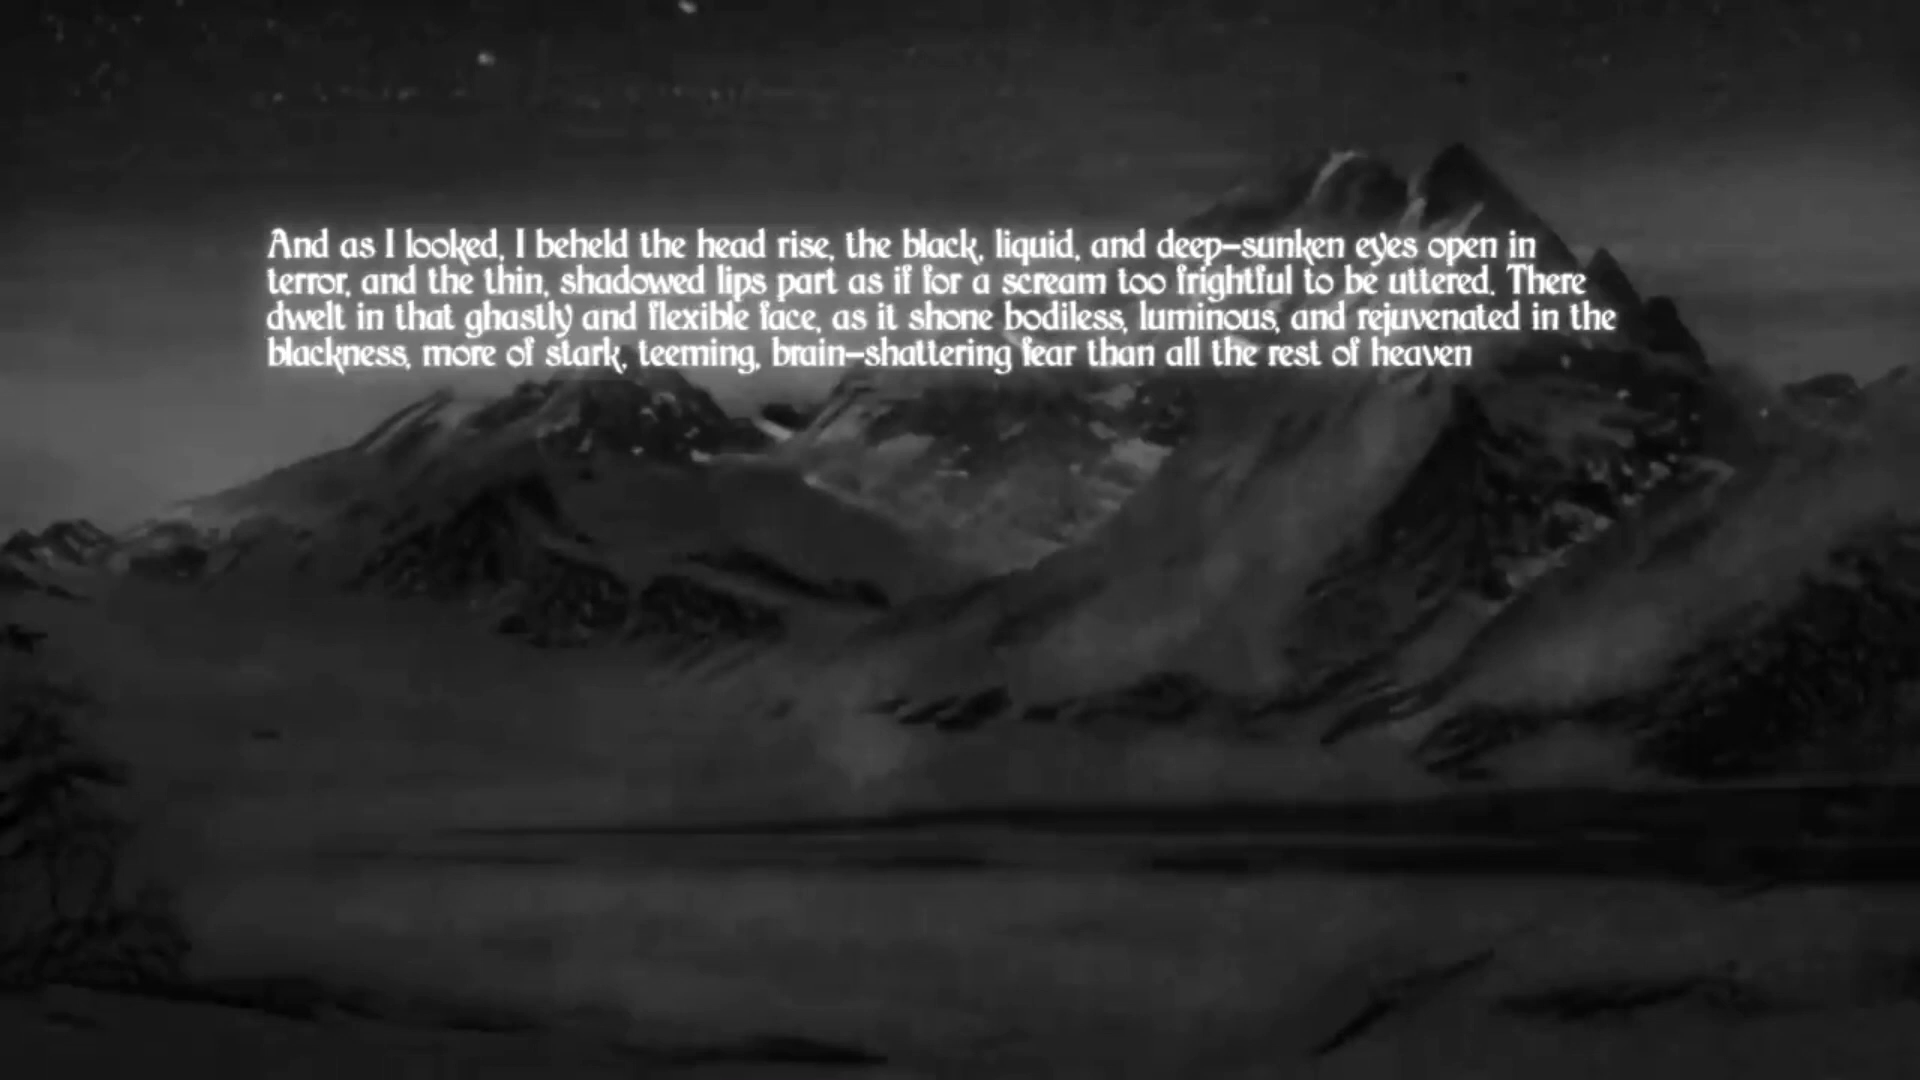 And as I looked, I beheld the head rise, the black, liquid, and deep-sunken eyes open in
terror, and the thin, shadowed lips part as if for a scream too frightful to be uttered. There
dwelt in that ghastly and flexible face, as it shone bodiless, luminous, and rejuvenated in the
blackness, more of stark, teeming, brain-shattering fear than all the rest of heaven